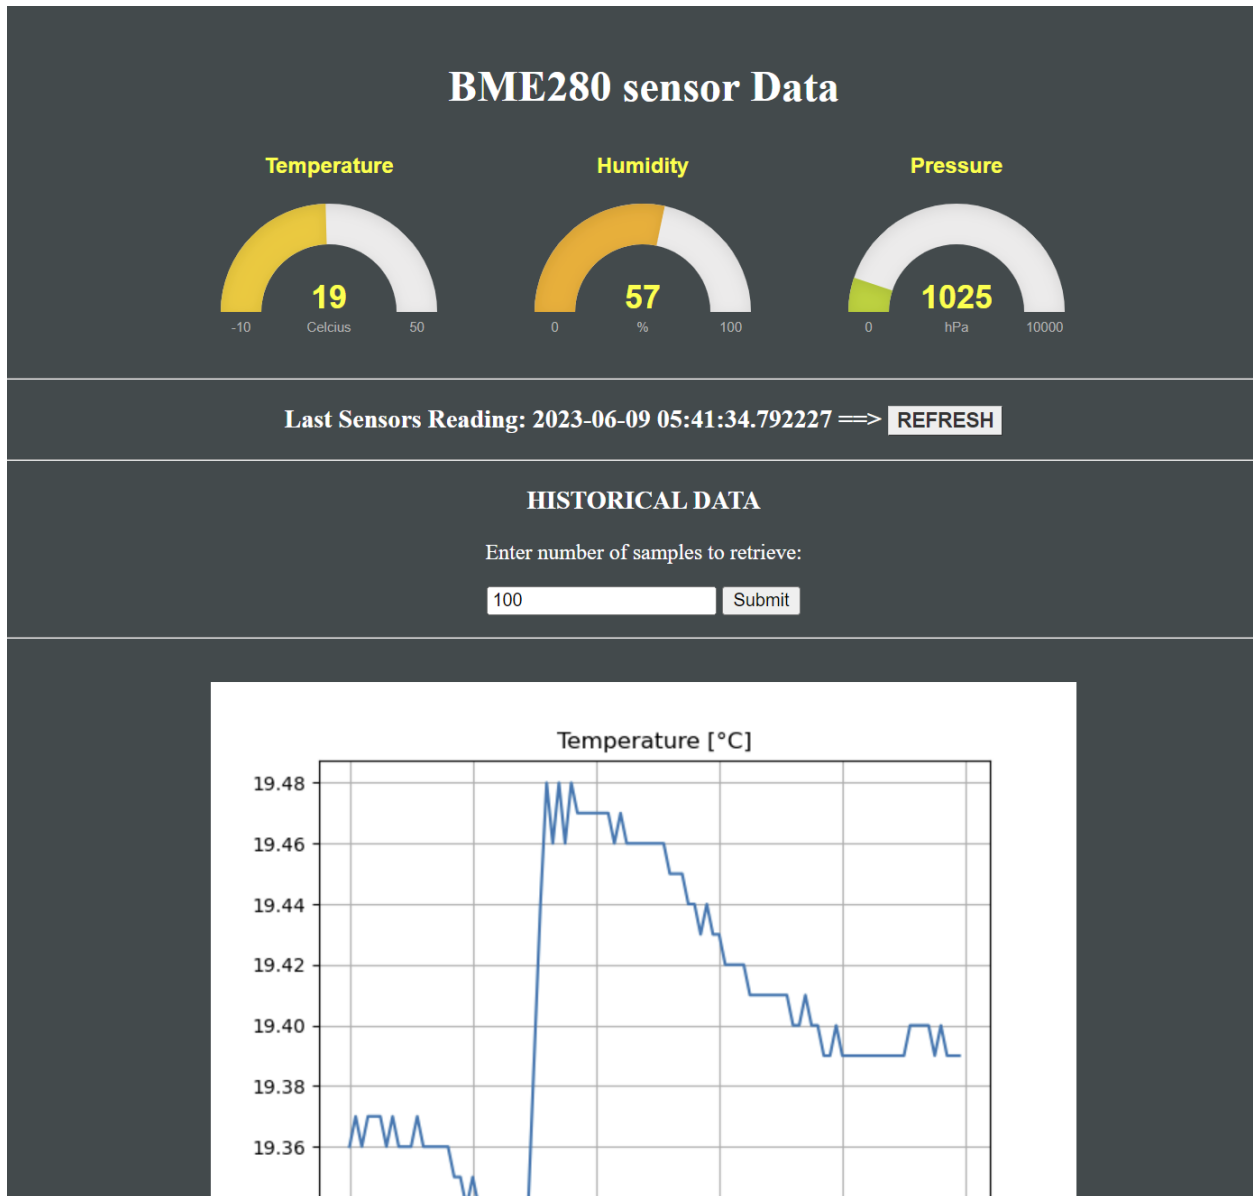 BME280 sensor Data
Temperature Humidity Pressure
19 57 1025
-10 Celcius 50 0 % 100 0 hPa 10000
Last Sensors Reading: 2023-06-09 05:41:34.792227 ==> REFRESH
HISTORICAL DATA
Enter number of samples to retrieve:
100 Submit
Temperature [°C]
19.48
19.46
19.44
19.42
19.40
19.38
19.36